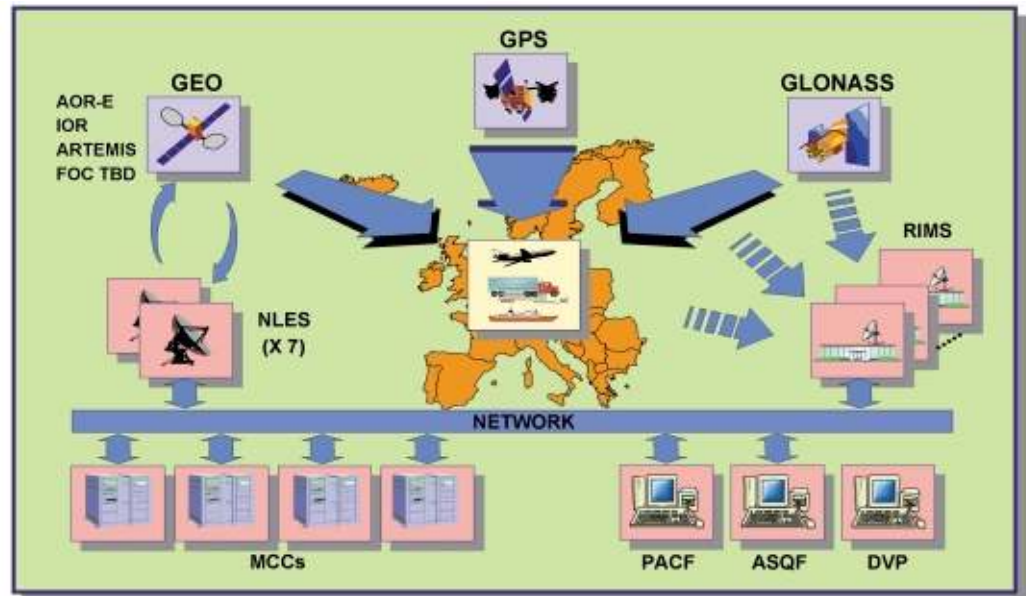 GPS
GEO
GLONASS
AOR-E
IOR
ARTEMIS
FOC TBD
RIMS
NLES
(X 7)
NETWORK
MCCs
PACF
ASQF
DVP